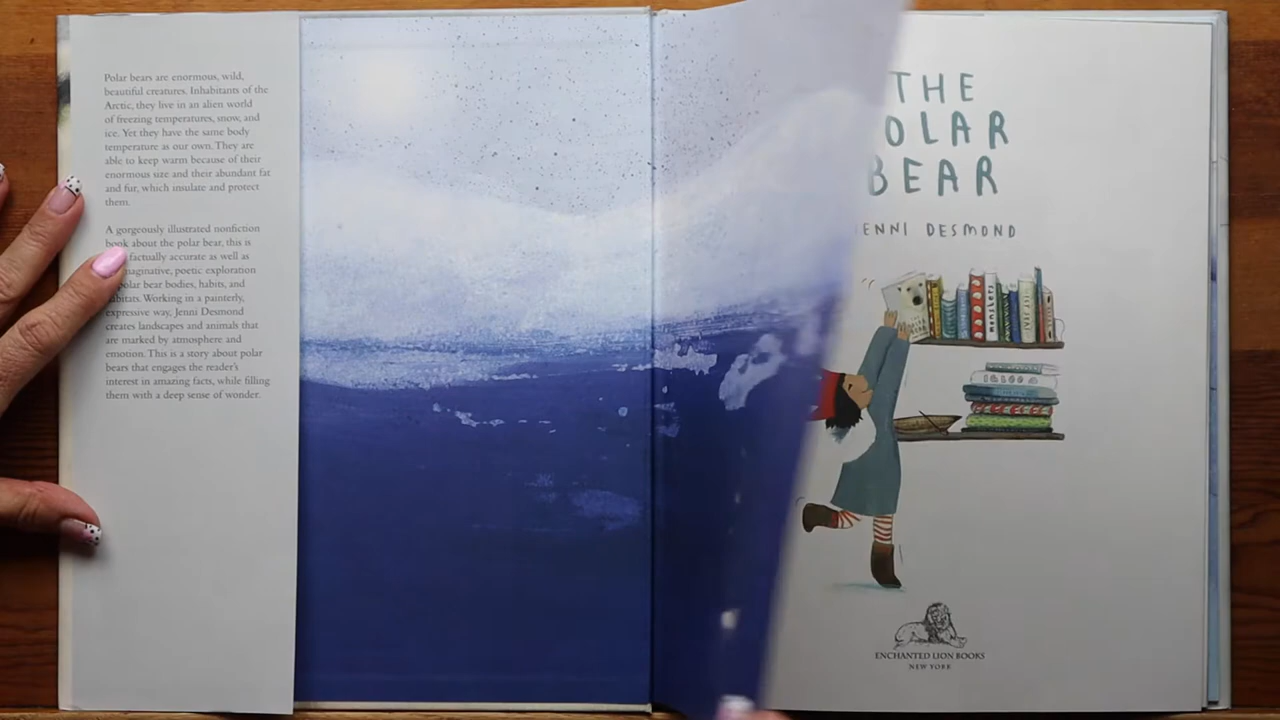 Polar bears are enormous, wild,
beautiful creatures. Inhabitants of the
Arctic, they live in an alien world
of freezing temperatures, snow, and
ice. Yet they have the same body
temperature as our own. They are
able to keep warm because of their
enormous size and their abundant fat
and fur, which insulate and protect
them.
A gorgeously illustrated nonfiction
book about the polar bear, this is
factually accurate as well as
maginative, poetic exploration
polar bear bodies, habits, and
bitats. Working in a painterly,
expressive way, Jenni Desmond
creates landscapes and animals that
are marked by atmosphere and
emotion. This is a story about polar
bears that engages the reader's
interest in amazing facts, while filling
them with a deep sense of wonder.
THE
OLAR
BEAR
ENNI DESMOND
monsters
ENCHANTED LION BOOKS
NEW YORK